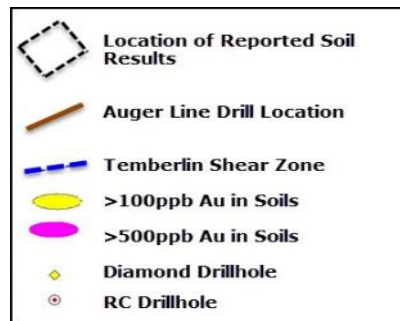 Location of Reported Soil
Results
Auger Line Drill Location
Temberlin Shear Zone
>100ppb Au in Soils
>500ppb Au in Soils
Diamond Drillhole
RC Drillhole